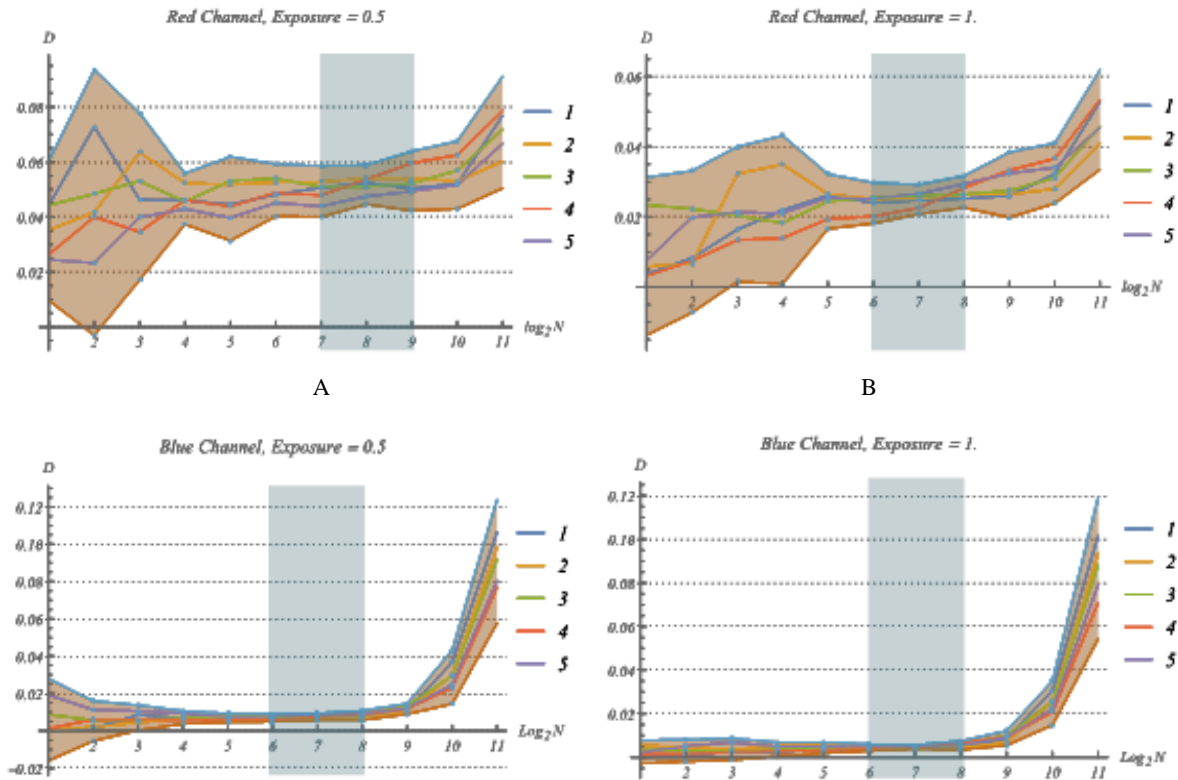 Red Channel, Exposure = 0.5
D
0.08
0.06
0.04
0.02
2 3 4 5 6 7 8 9 10 11
log₂N
1
2
3
4
5
A
Red Channel, Exposure = 1.
D
0.06
0.04
0.02
2 3 4 5 6 7 8 9 10 11
log₂N
1
2
3
4
5
B
Blue Channel, Exposure = 0.5
D
0.12
0.10
0.08
0.06
0.04
0.02
−0.02
2 3 4 5 6 7 8 9 10 11
Log₂N
1
2
3
4
5
Blue Channel, Exposure = 1.
D
0.12
0.10
0.08
0.06
0.04
0.02
2 3 4 5 6 7 8 9 10 11
Log₂N
1
2
3
4
5